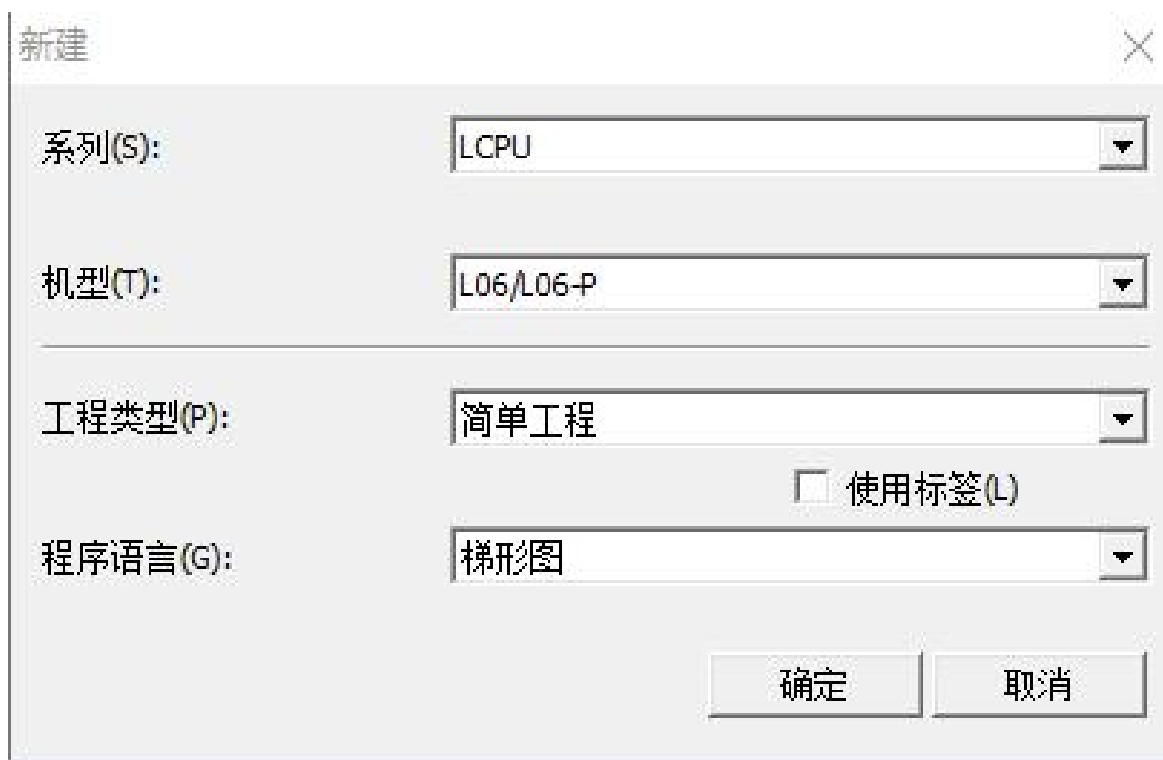 新建
系列(S): LCPU
机型(T): L06/L06-P
工程类型(P): 简单工程
使用标签(L)
程序语言(G): 梯形图
确定 取消